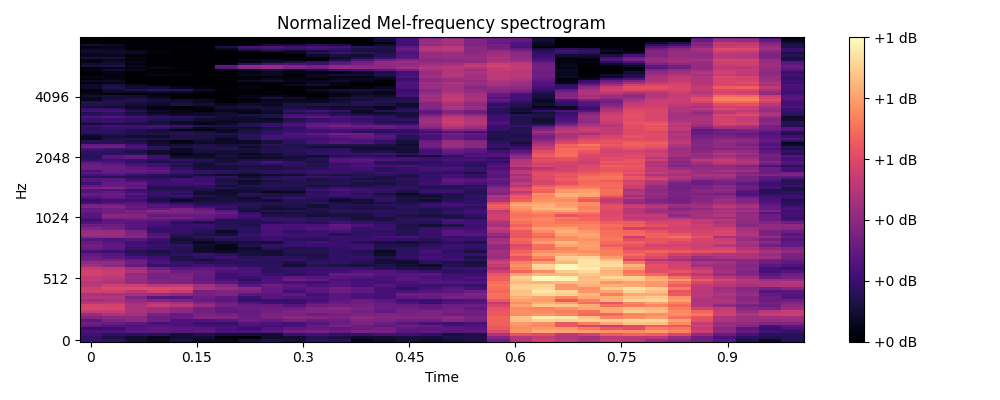 Normalized Mel-frequency spectrogram
Hz
4096
2048
1024
512
0
0
0.15
0.3
0.45
0.6
0.75
0.9
Time
+1 dB
+1 dB
+1 dB
+0 dB
+0 dB
+0 dB